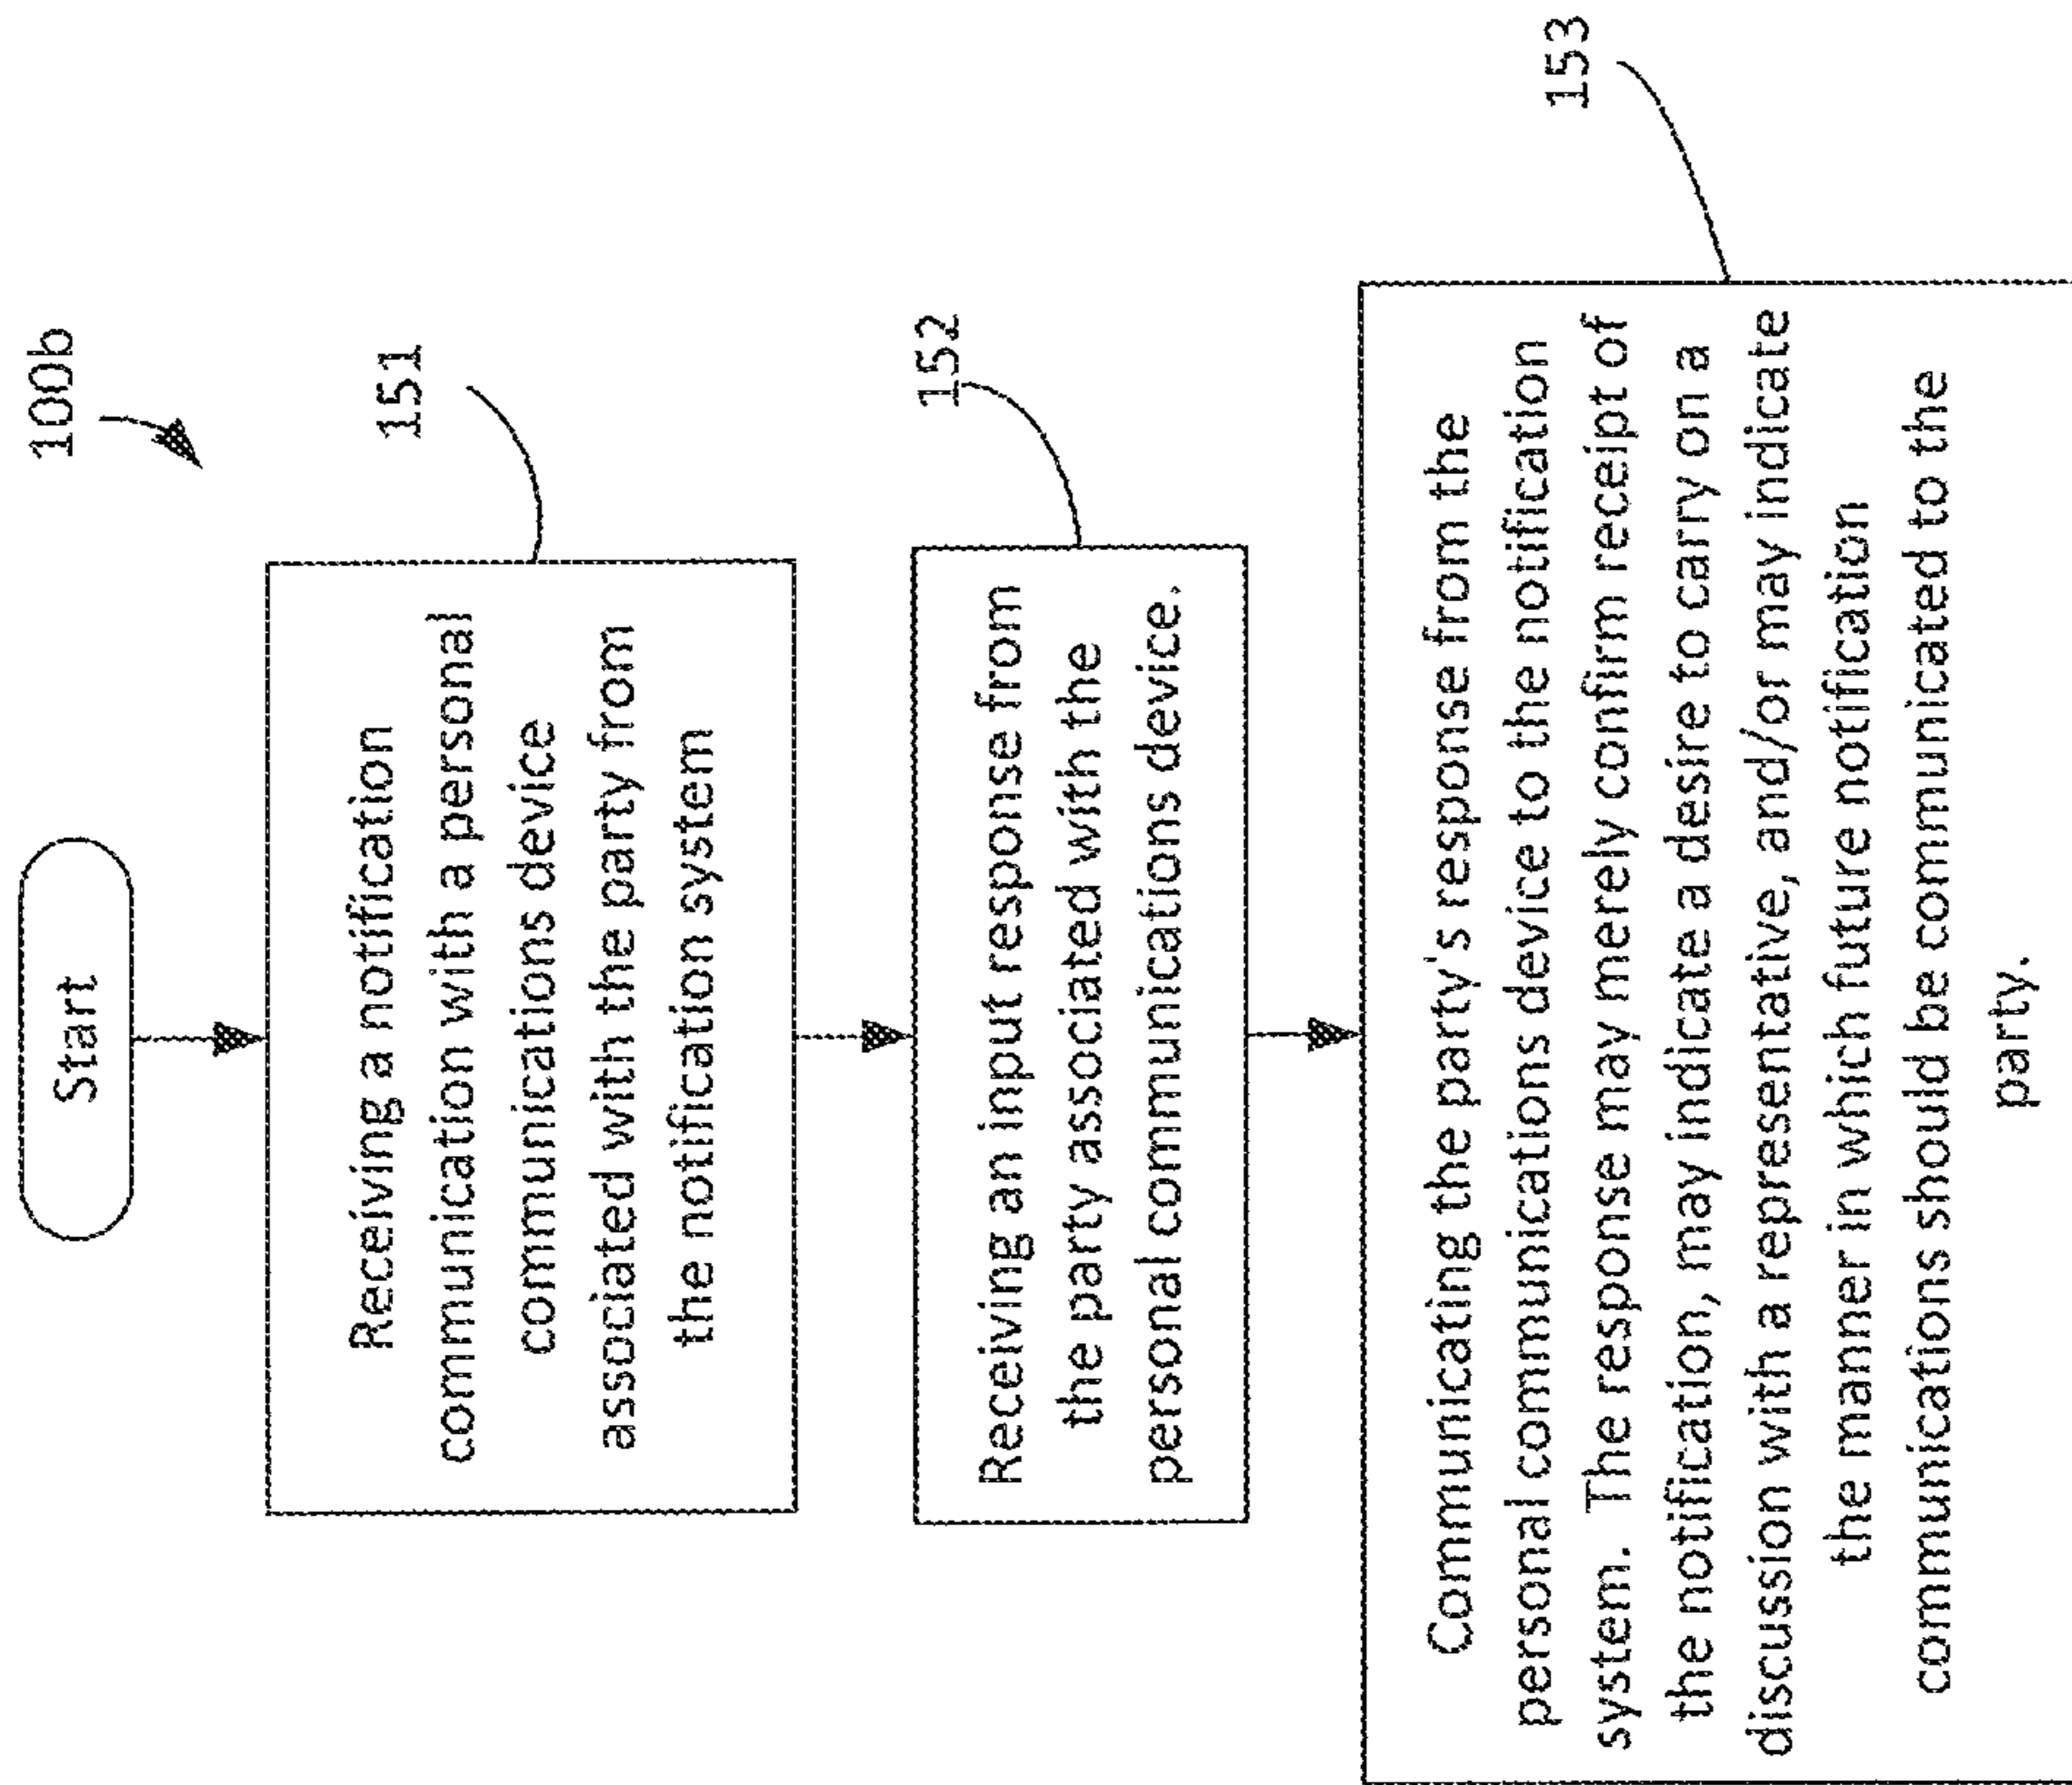 100b
Start
151
Receiving a notification
communication with a personal
communications device
associated with the party from
the notification system
152
Receiving an input response from
the party associated with the
personal communications device.
153
Communicating the party's response from the
personal communications device to the notification
system. The response may merely confirm receipt of
the notification, may indicate a desire to carry on a
discussion with a representative, and/or may indicate
the manner in which future notification
communications should be communicated to the
party.